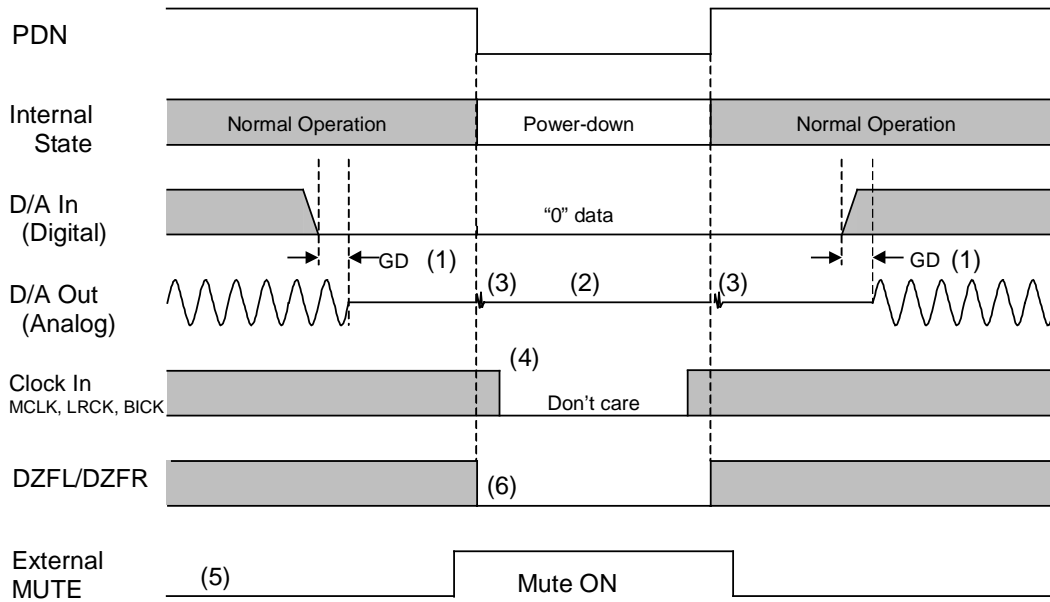 PDN
Internal
State
Normal Operation
Power-down
Normal Operation
D/A In
(Digital)
“0” data
GD (1)
GD (1)
D/A Out
(Analog)
(3)
(2)
(3)
Clock In
MCLK, LRCK, BICK
(4)
Don’t care
DZFL/DZFR
(6)
External
MUTE
(5)
Mute ON